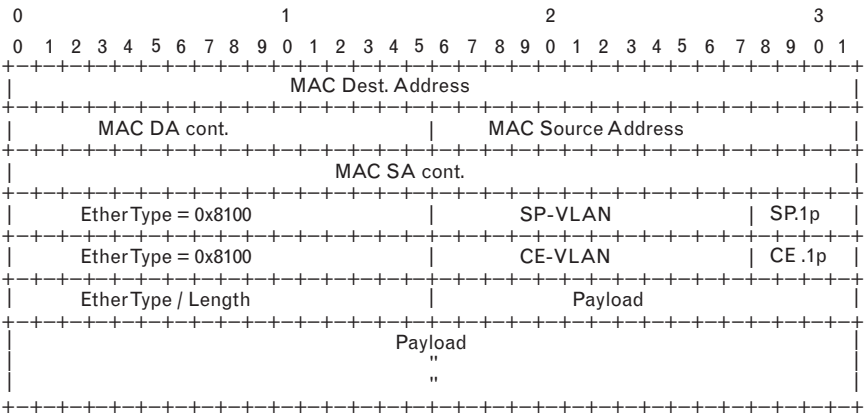 0 1 2 3
0 1 2 3 4 5 6 7 8 9 0 1 2 3 4 5 6 7 8 9 0 1 2 3 4 5 6 7 8 9 0 1
+-+-+-+-+-+-+-+-+-+-+-+-+-+-+-+-+-+-+-+-+-+-+-+-+-+-+-+-+-+-+-+-+
| MAC Dest. Address |
+-+-+-+-+-+-+-+-+-+-+-+-+-+-+-+-+-+-+-+-+-+-+-+-+-+-+-+-+-+-+-+-+
| MAC DA cont. | MAC Source Address |
+-+-+-+-+-+-+-+-+-+-+-+-+-+-+-+-+-+-+-+-+-+-+-+-+-+-+-+-+-+-+-+-+
| MAC SA cont. |
+-+-+-+-+-+-+-+-+-+-+-+-+-+-+-+-+-+-+-+-+-+-+-+-+-+-+-+-+-+-+-+-+
| EtherType = 0x8100 | SP-VLAN | SP.1p |
+-+-+-+-+-+-+-+-+-+-+-+-+-+-+-+-+-+-+-+-+-+-+-+-+-+-+-+-+-+-+-+-+
| EtherType = 0x8100 | CE-VLAN | CE .1p |
+-+-+-+-+-+-+-+-+-+-+-+-+-+-+-+-+-+-+-+-+-+-+-+-+-+-+-+-+-+-+-+-+
| EtherType / Length | Payload |
+-+-+-+-+-+-+-+-+-+-+-+-+-+-+-+-+-+-+-+-+-+-+-+-+-+-+-+-+-+-+-+-+
| Payload |
| " |
| " |
+-+-+-+-+-+-+-+-+-+-+-+-+-+-+-+-+-+-+-+-+-+-+-+-+-+-+-+-+-+-+-+-+